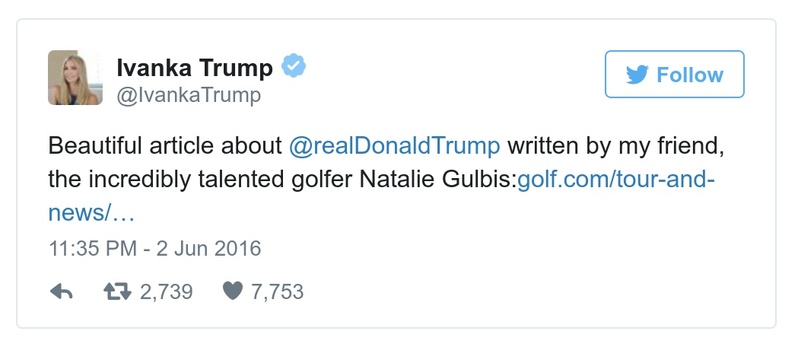 Ivanka Trump
@IvankaTrump
Follow
Beautiful article about @realDonaldTrump written by my friend,
the incredibly talented golfer Natalie Gulbis:golf.com/tour-and-
news/…
11:35 PM - 2 Jun 2016
2,739 7,753